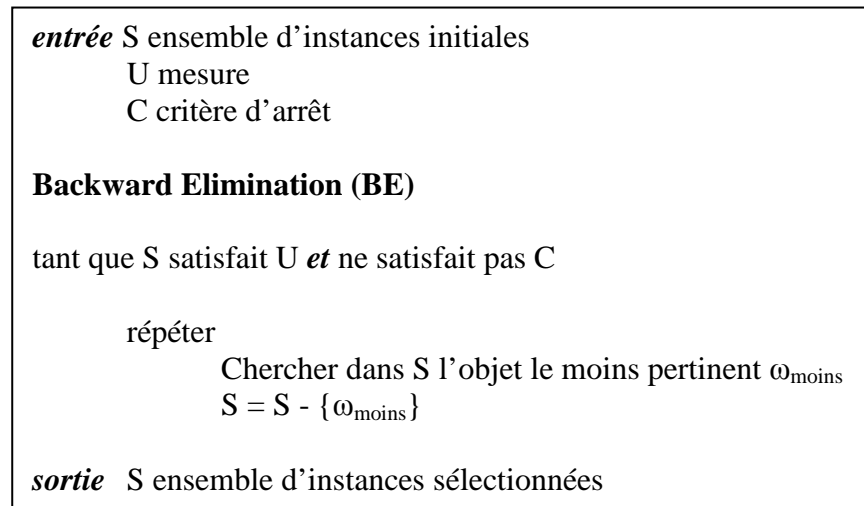 entrée S ensemble d’instances initiales
U mesure
C critère d’arrêt
Backward Elimination (BE)
tant que S satisfait U et ne satisfait pas C
répéter
Chercher dans S l’objet le moins pertinent ωmoins
S = S - {ωmoins}
sortie S ensemble d’instances sélectionnées